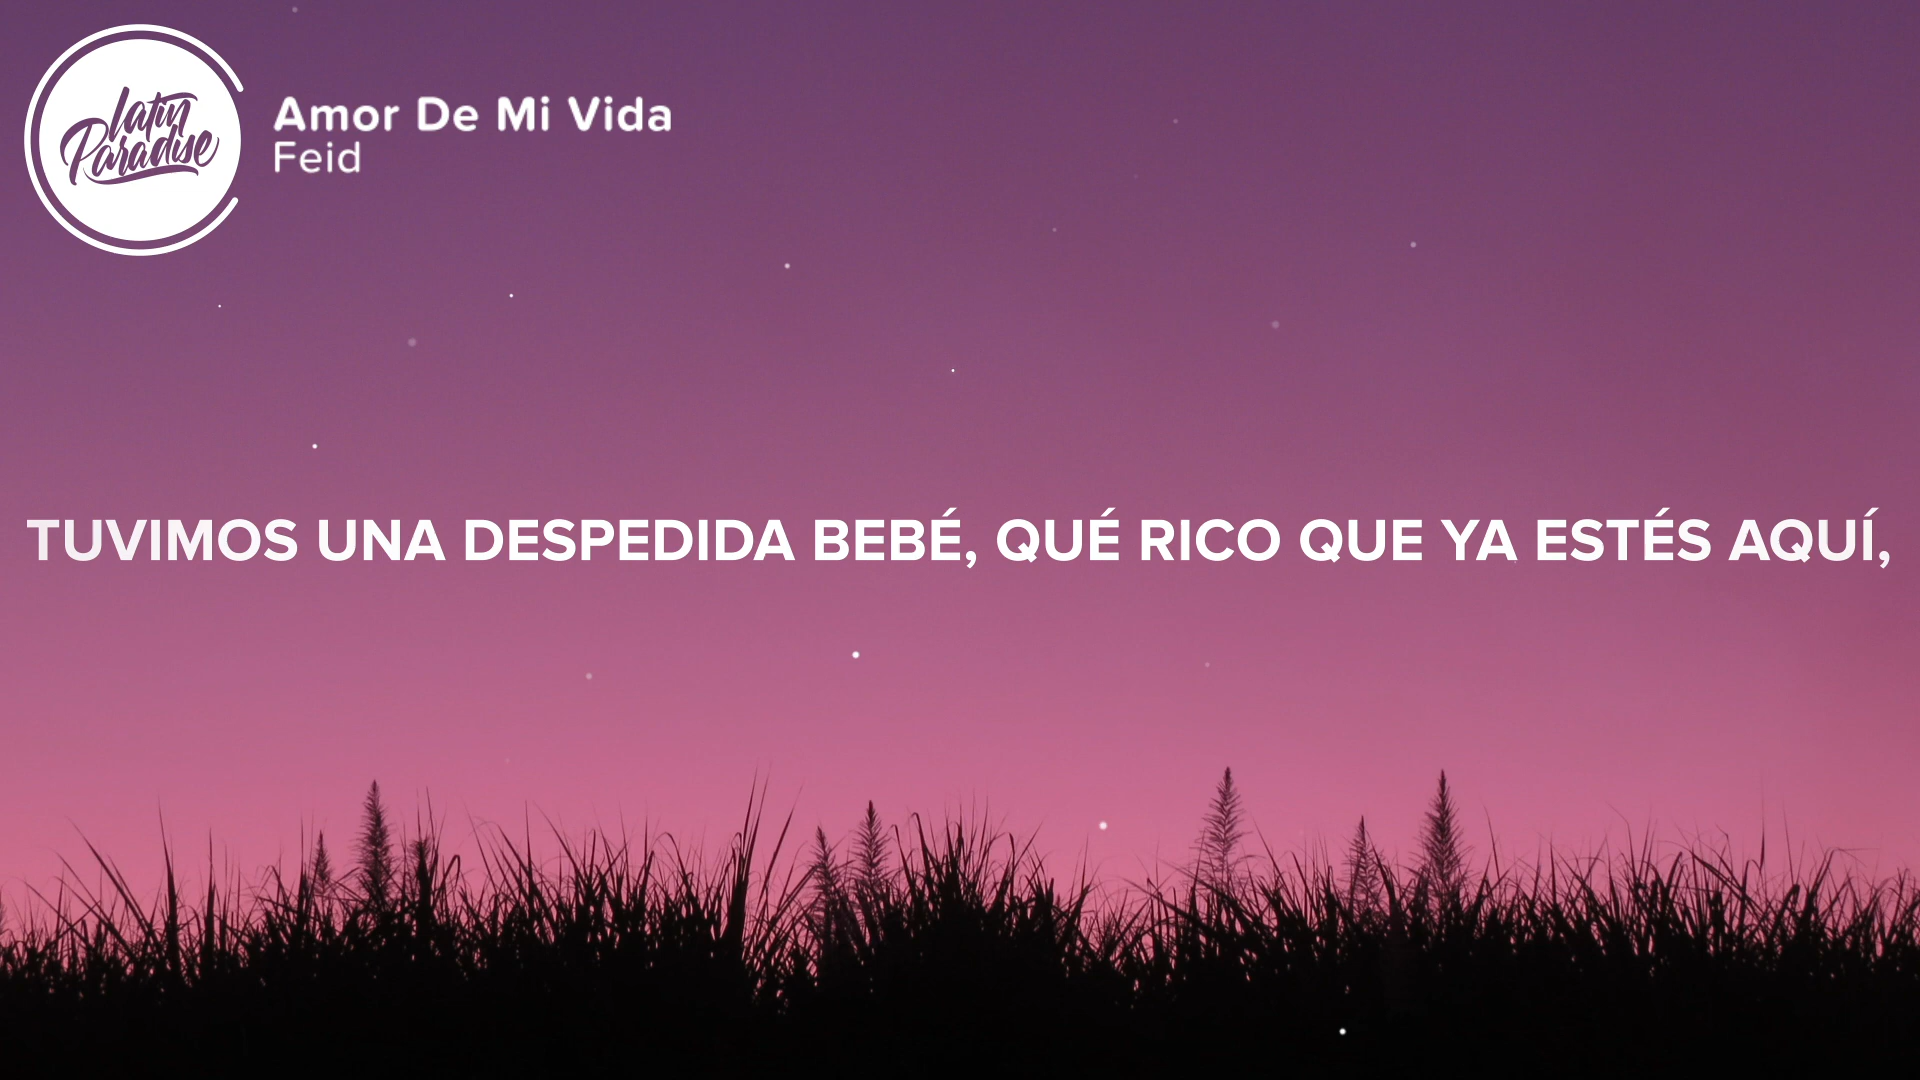 latin
Paradise
Amor De Mi Vida
Feid
TUVIMOS UNA DESPEDIDA BEBÉ, QUÉ RICO QUE YA ESTÉS AQUÍ,